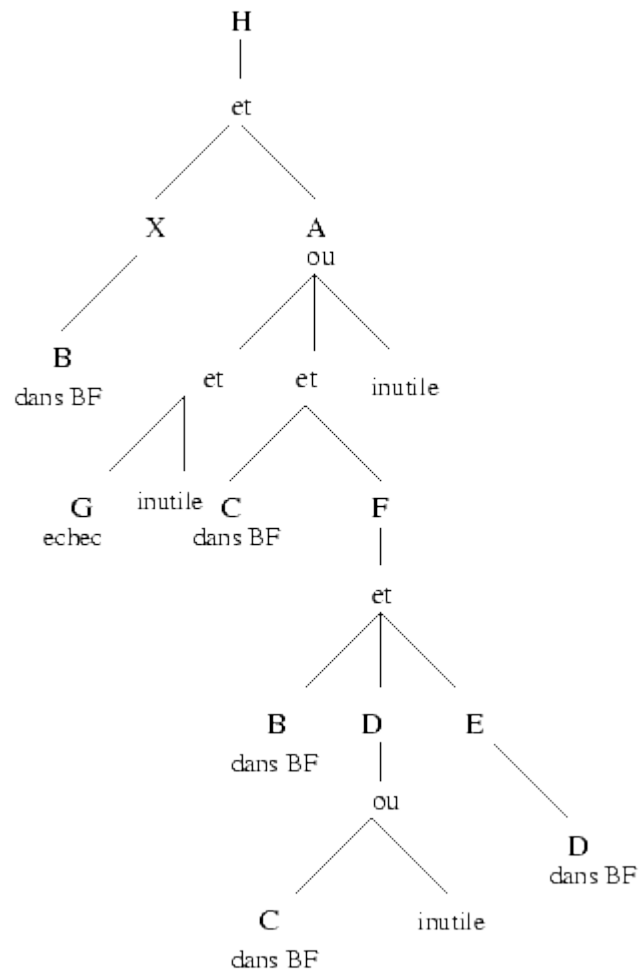 H
et
X A
ou
B
dans BF
et et inutile
G inutile C F
echec dans BF
et
B D E
dans BF
ou
D
dans BF
C inutile
dans BF